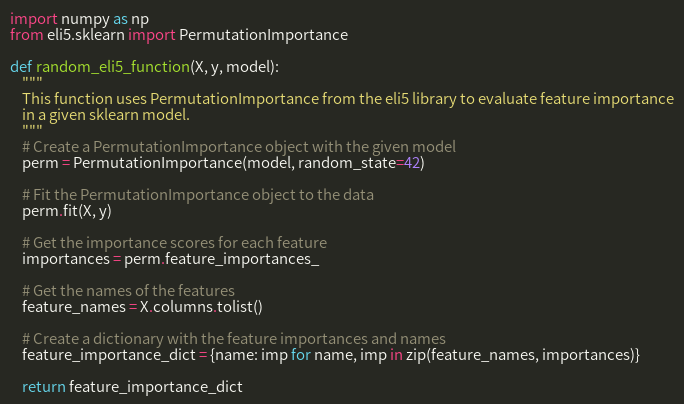 import numpy as np
from eli5.sklearn import PermutationImportance

def random_eli5_function(X, y, model):
    """
    This function uses PermutationImportance from the eli5 library to evaluate feature importance
    in a given sklearn model.
    """
    # Create a PermutationImportance object with the given model
    perm = PermutationImportance(model, random_state=42)

    # Fit the PermutationImportance object to the data
    perm.fit(X, y)

    # Get the importance scores for each feature
    importances = perm.feature_importances_

    # Get the names of the features
    feature_names = X.columns.tolist()

    # Create a dictionary with the feature importances and names
    feature_importance_dict = {name: imp for name, imp in zip(feature_names, importances)}

    return feature_importance_dict